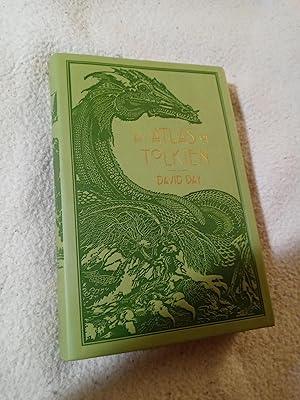 AN ATLAS OF
TOLKIEN
DAVID DAY